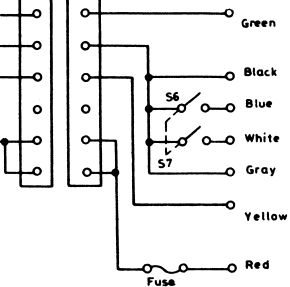 Green
Black
S6
Blue
White
S7
Gray
Yellow
Red
Fuse